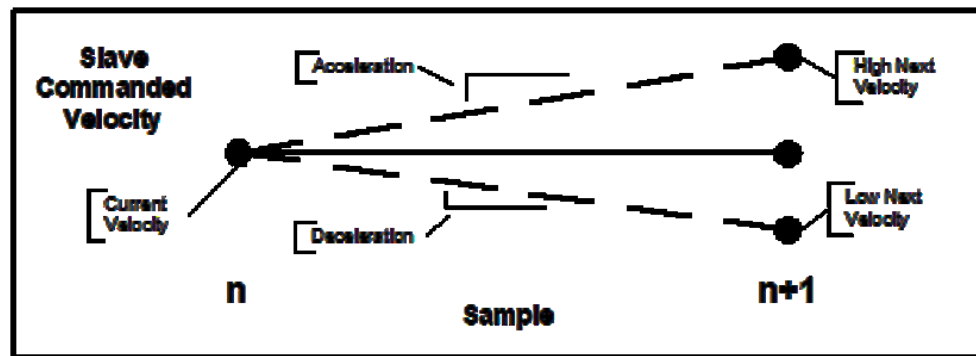 Slave
Commanded
Velocity
Acceleration
High Next
Velocity
Current
Velocity
Deceleration
Low Next
Velocity
n
Sample
n+1